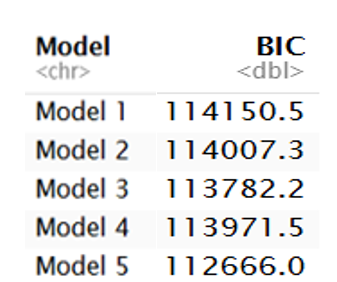 Model BIC
<chr> <dbl>
Model 1 114150.5
Model 2 114007.3
Model 3 113782.2
Model 4 113971.5
Model 5 112666.0